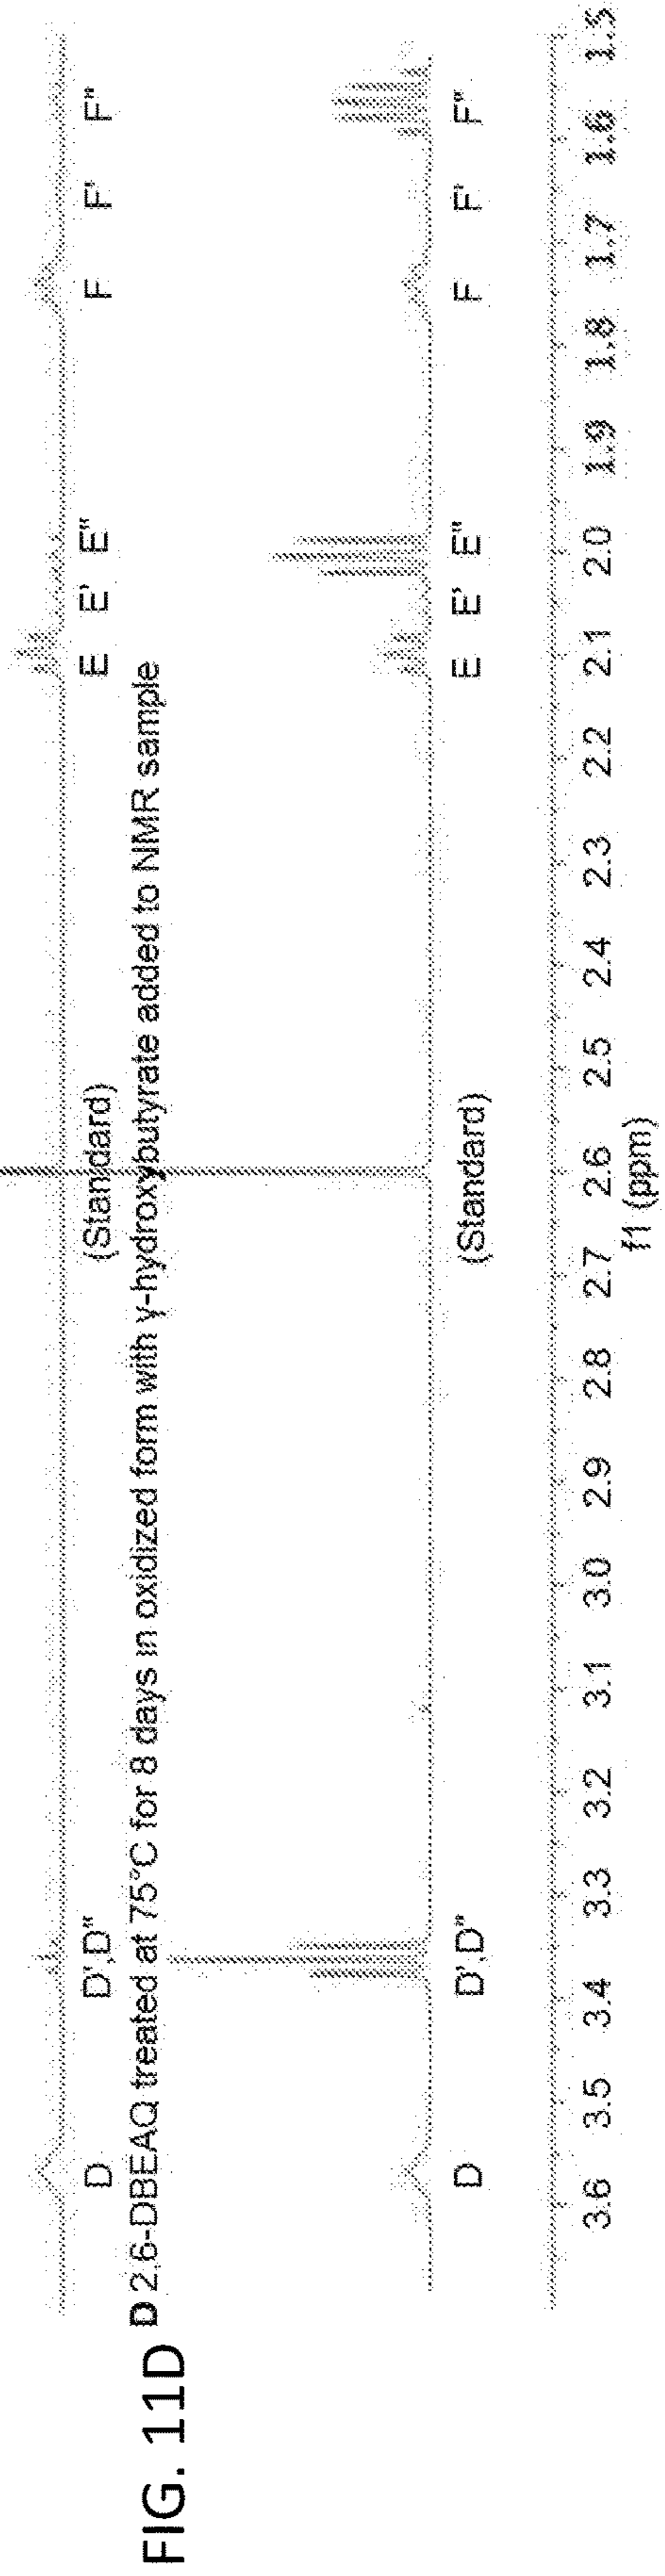 D D',D" (Standard) E E' E" F F' F"
FIG. 11D
D 2,6-DBEAQ treated at 75°C for 8 days in oxidized form with γ-hydroxybutyrate added to NMR sample
D D',D" (Standard) E E' E" F F' F"
3.6 3.5 3.4 3.3 3.2 3.1 3.0 2.9 2.8 2.7 2.6 2.5 2.4 2.3 2.2 2.1 2.0 1.9 1.8 1.7 1.6 1.5
f1 (ppm)